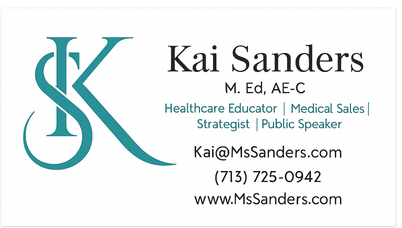 SK
Kai Sanders
M. Ed, AE-C
Healthcare Educator | Medical Sales|
Strategist | Public Speaker
Kai@MsSanders.com
(713) 725-0942
www.MsSanders.com